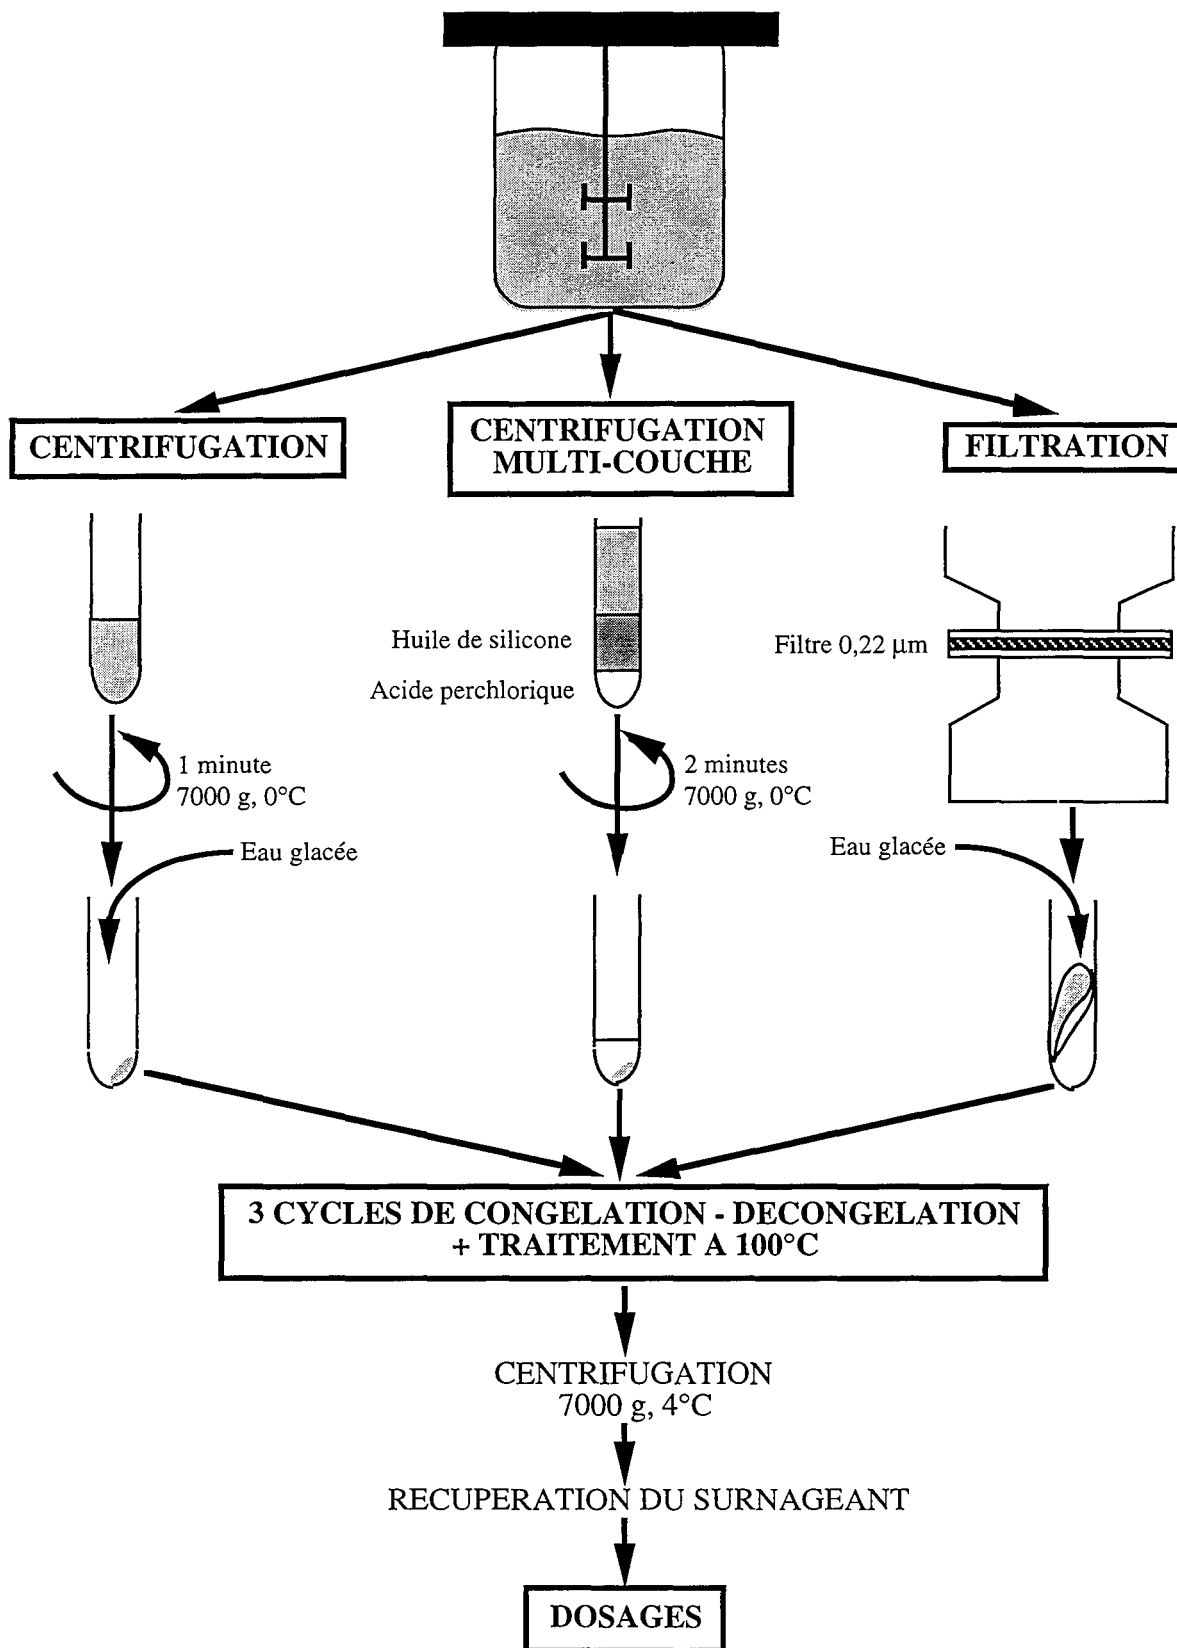 CENTRIFUGATION
CENTRIFUGATION
MULTI-COUCHE
FILTRATION
Huile de silicone
Acide perchlorique
Filtre 0,22 µm
1 minute
7000 g, 0°C
2 minutes
7000 g, 0°C
Eau glacée
Eau glacée
3 CYCLES DE CONGELATION - DECONGELATION
+ TRAITEMENT A 100°C
CENTRIFUGATION
7000 g, 4°C
RECUPERATION DU SURNAGEANT
DOSAGES